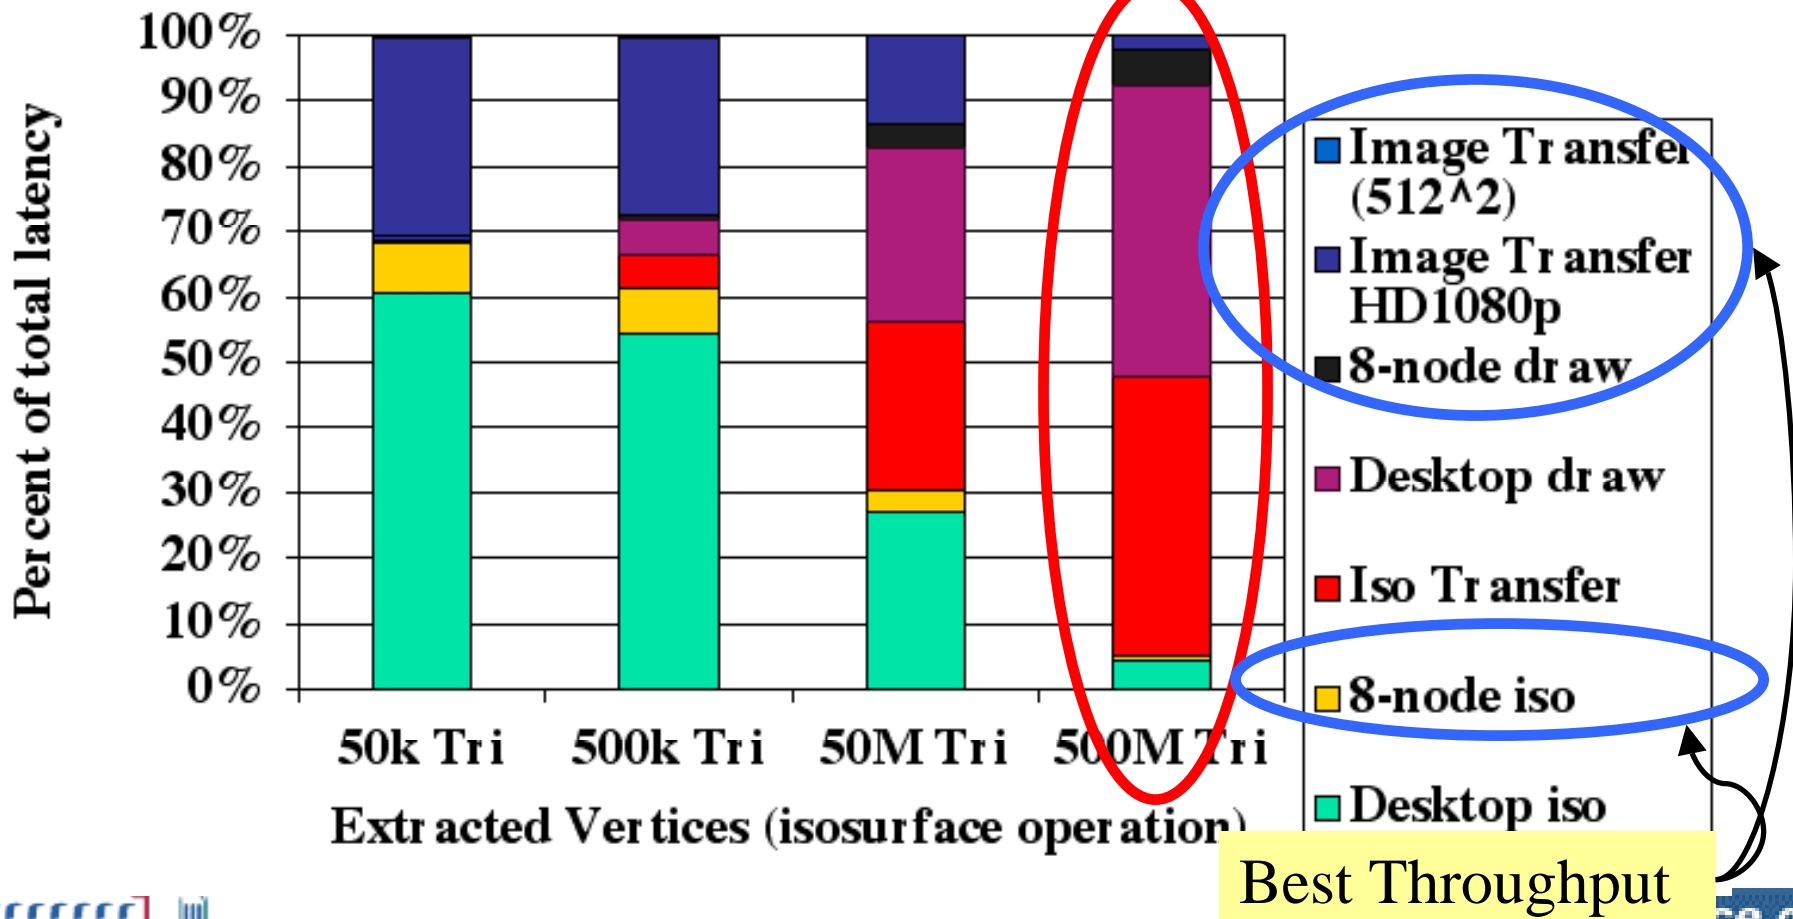 Percent of total latency
100%
90%
80%
70%
60%
50%
40%
30%
20%
10%
0%
50k Tri
500k Tri
50M Tri
500M Tri
Extracted Vertices (isosurface operation)
Image Transfer
(512^2)
Image Transfer
HD1080p
8-node draw
Desktop draw
Iso Transfer
8-node iso
Desktop iso
Best Throughput